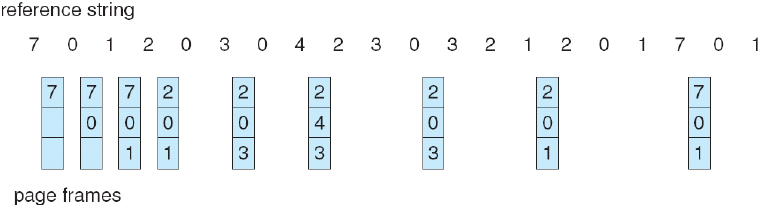 reference string
7 0 1 2 0 3 0 4 2 3 0 3 2 1 2 0 1 7 0 1
7 7 7 2 2 2 2 2 7
0 0 0 0 4 0 0 0
1 1 3 3 3 1 1
page frames